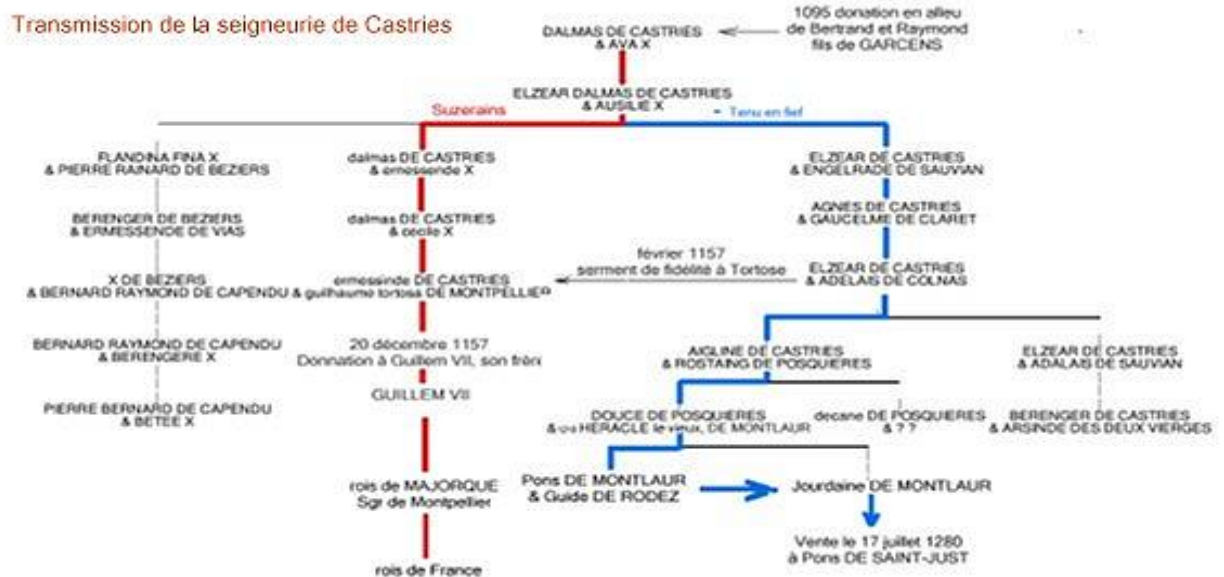 Transmission de la seigneurie de Castries
1095 donation en allieu
de Bertrand et Raymond
fils de GARCENS
DALMAS DE CASTRIES
& AVA X
ELZEAR DALMAS DE CASTRIES
& AUSILIE X
Suzerains
- Tenu en fief
FLANDINA FINA X
& PIERRE RAINARD DE BEZIERS
dalmas DE CASTRIES
& emessende X
ELZEAR DE CASTRIES
& ENGELRADE DE SAUVIAN
BERENGER DE BEZIERS
& ERMESSENDE DE VIAS
dalmas DE CASTRIES
& cécile X
AGNES DE CASTRIES
& GAUCELME DE CLARET
février 1157
serment de fidélité à Tortose
X DE BEZIERS
& BERNARD RAYMOND DE CAPENDU
ermessinde DE CASTRIES
& guilhaume tortosa DE MONTPELLIER
ELZEAR DE CASTRIES
& ADELAIS DE COLNAS
BERNARD RAYMOND DE CAPENDU
& BERENGERE X
20 décembre 1157
Donnation à Guillem VII, son frère
AIGLINE DE CASTRIES
& ROSTAING DE POSQUIERES
ELZEAR DE CASTRIES
& ADALAIS DE SAUVIAN
GUILLEM VII
PIERRE BERNARD DE CAPENDU
& BETEE X
DOUCE DE POSQUIERES
& HERACLE le vieux, DE MONTLAUR
decane DE POSQUIERES
& ? ?
BERENGER DE CASTRIES
& ARSINDE DES DEUX VIERGES
rois de MAJORQUE
Sgr de Montpellier
Pons DE MONTLAUR
& Guide DE RODEZ
Jourdaine DE MONTLAUR
Vente le 17 juillet 1280
à Pons DE SAINT-JUST
rois de France